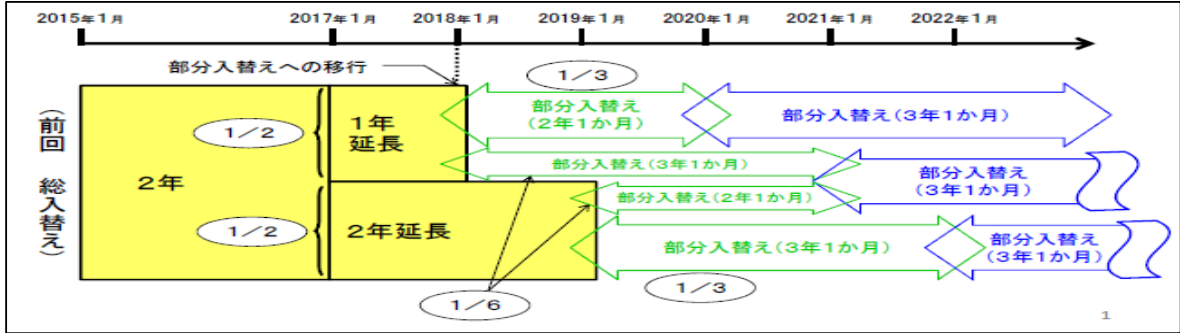 2015年1月 2017年1月 2018年1月 2019年1月 2020年1月 2021年1月 2022年1月
部分入替えへの移行
1/3
(前回 総入替え)
2年
1/2
1年
延長
部分入替え
(2年1か月)
部分入替え(3年1か月)
部分入替え(3年1か月)
部分入替え
(3年1か月)
1/2
2年延長
部分入替え(2年1か月)
部分入替え(3年1か月)
部分入替え
(3年1か月)
1/6
1/3
1